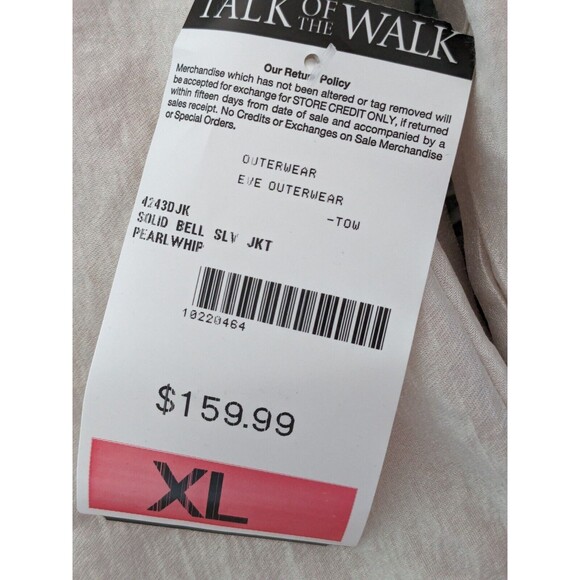 TALK OF THE WALK
Our Return Policy
Merchandise which has not been altered or tag removed will
be accepted for exchange for STORE CREDIT ONLY, if returned
within fifteen days from date of sale and accompanied by a
sales receipt. No Credits or Exchanges on Sale Merchandise
or Special Orders.
OUTERWEAR
EVE OUTERWEAR
-TOW
4243DJK
SOLID BELL SLV JKT
PEARLWHIP
10220464
$159.99
XL